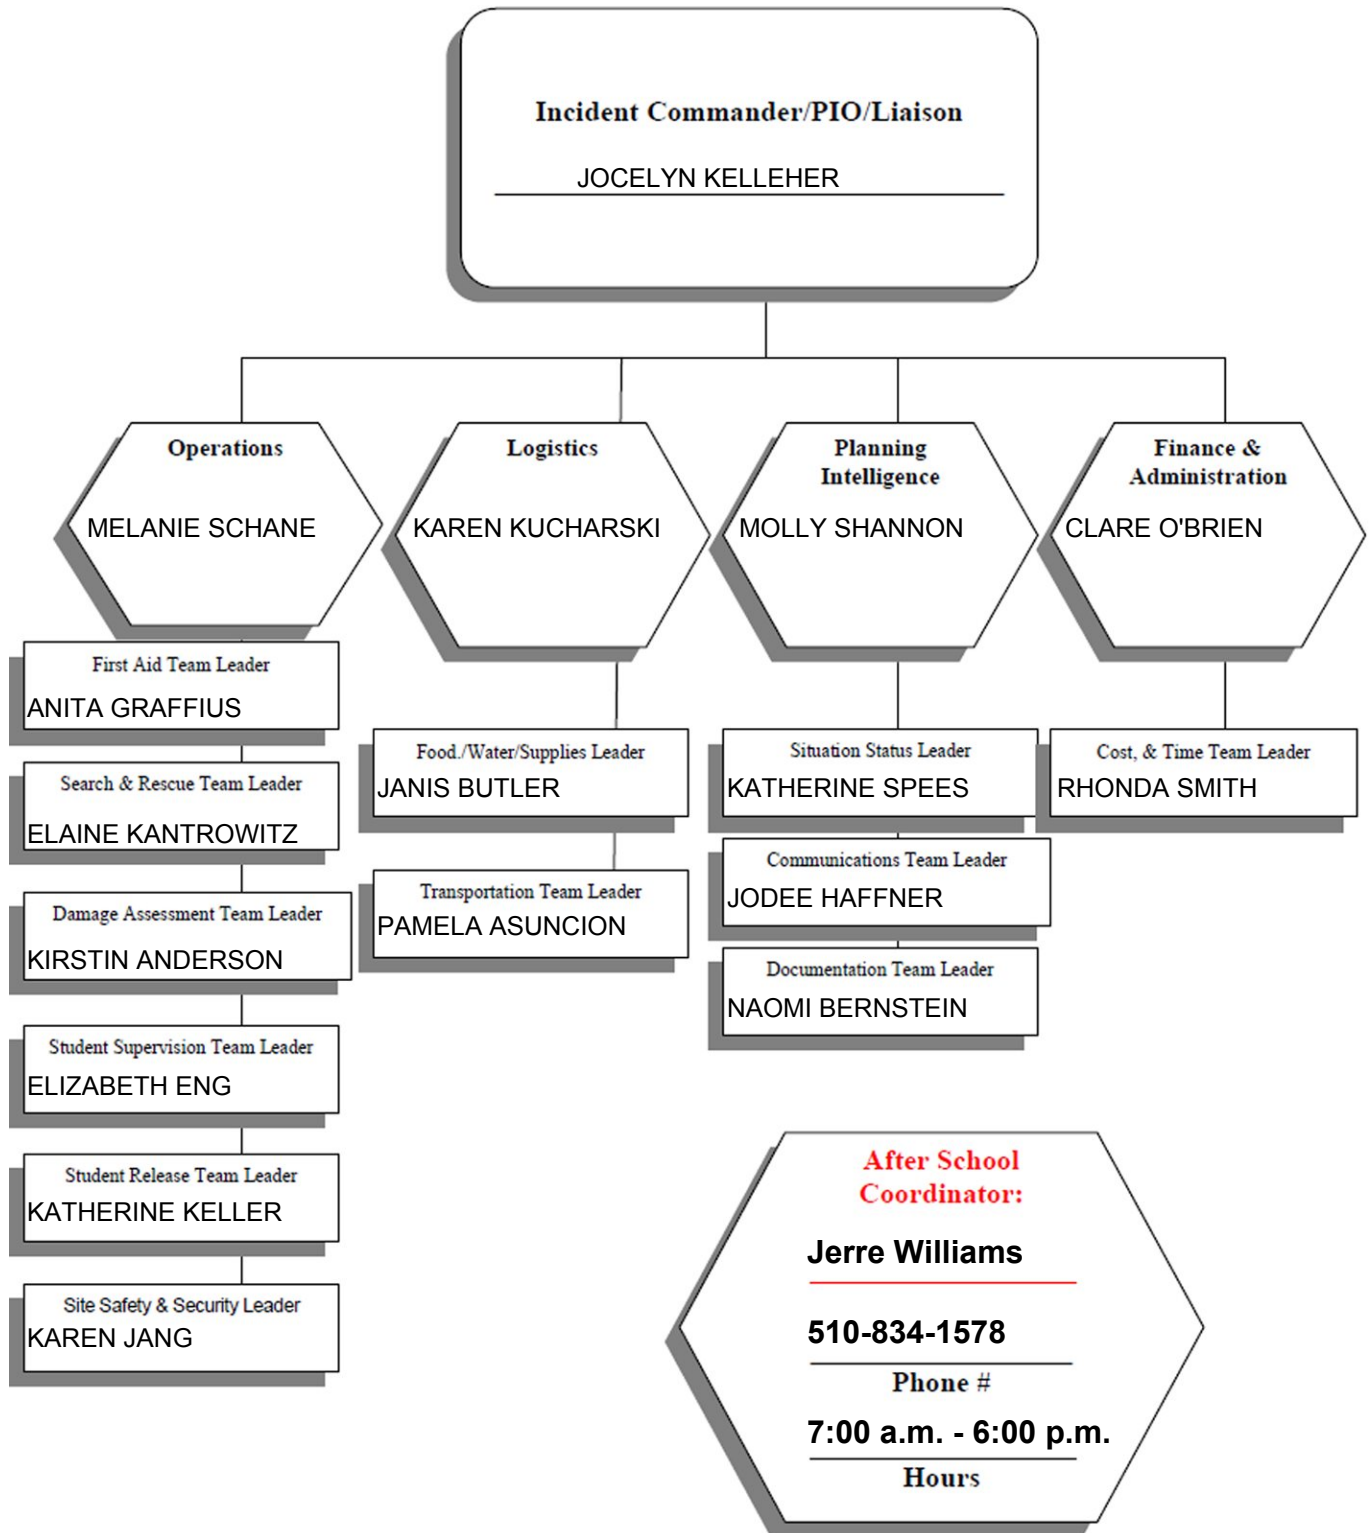 Incident Commander/PIO/Liaison
JOCELYN KELLEHER
Operations
MELANIE SCHANE
First Aid Team Leader
ANITA GRAFFIUS
Search & Rescue Team Leader
ELAINE KANTROWITZ
Damage Assessment Team Leader
KIRSTIN ANDERSON
Student Supervision Team Leader
ELIZABETH ENG
Student Release Team Leader
KATHERINE KELLER
Site Safety & Security Leader
KAREN JANG
Logistics
KAREN KUCHARSKI
Food./Water/Supplies Leader
JANIS BUTLER
Transportation Team Leader
PAMELA ASUNCION
Planning
Intelligence
MOLLY SHANNON
Situation Status Leader
KATHERINE SPEES
Communications Team Leader
JODEE HAFFNER
Documentation Team Leader
NAOMI BERNSTEIN
Finance &
Administration
CLARE O'BRIEN
Cost, & Time Team Leader
RHONDA SMITH
After School
Coordinator:
Jerre Williams
510-834-1578
Phone #
7:00 a.m. - 6:00 p.m.
Hours